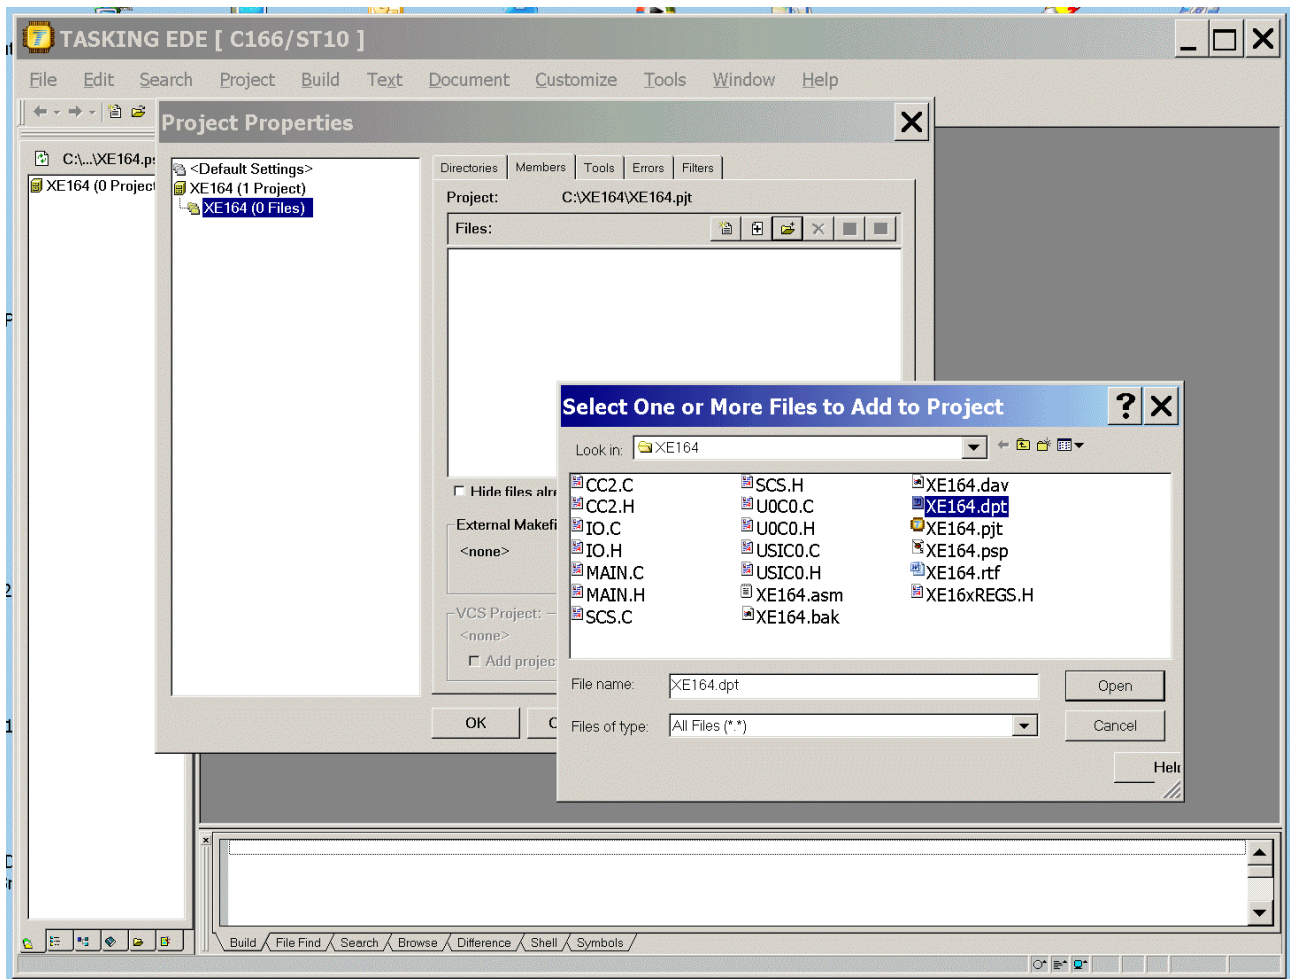 TASKING EDE [ C166/ST10 ]
File Edit Search Project Build Text Document Customize Tools Window Help
Project Properties
C:\...\XE164.ps
XE164 (0 Project
<Default Settings>
XE164 (1 Project)
XE164 (0 Files)
Directories Members Tools Errors Filters
Project: C:\XE164\XE164.pjt
Files:
Hide files alre
External Makefi
<none>
VCS Project:
<none>
Add projec
OK C
Select One or More Files to Add to Project
Look in: XE164
CC2.C SCS.H XE164.dav
CC2.H U0C0.C XE164.dpt
IO.C U0C0.H XE164.pjt
IO.H USIC0.C XE164.psp
MAIN.C USIC0.H XE164.rtf
MAIN.H XE164.asm XE16xREGS.H
SCS.C XE164.bak
File name: XE164.dpt Open
Files of type: All Files (*.*) Cancel
Help
Build File Find Search Browse Difference Shell Symbols